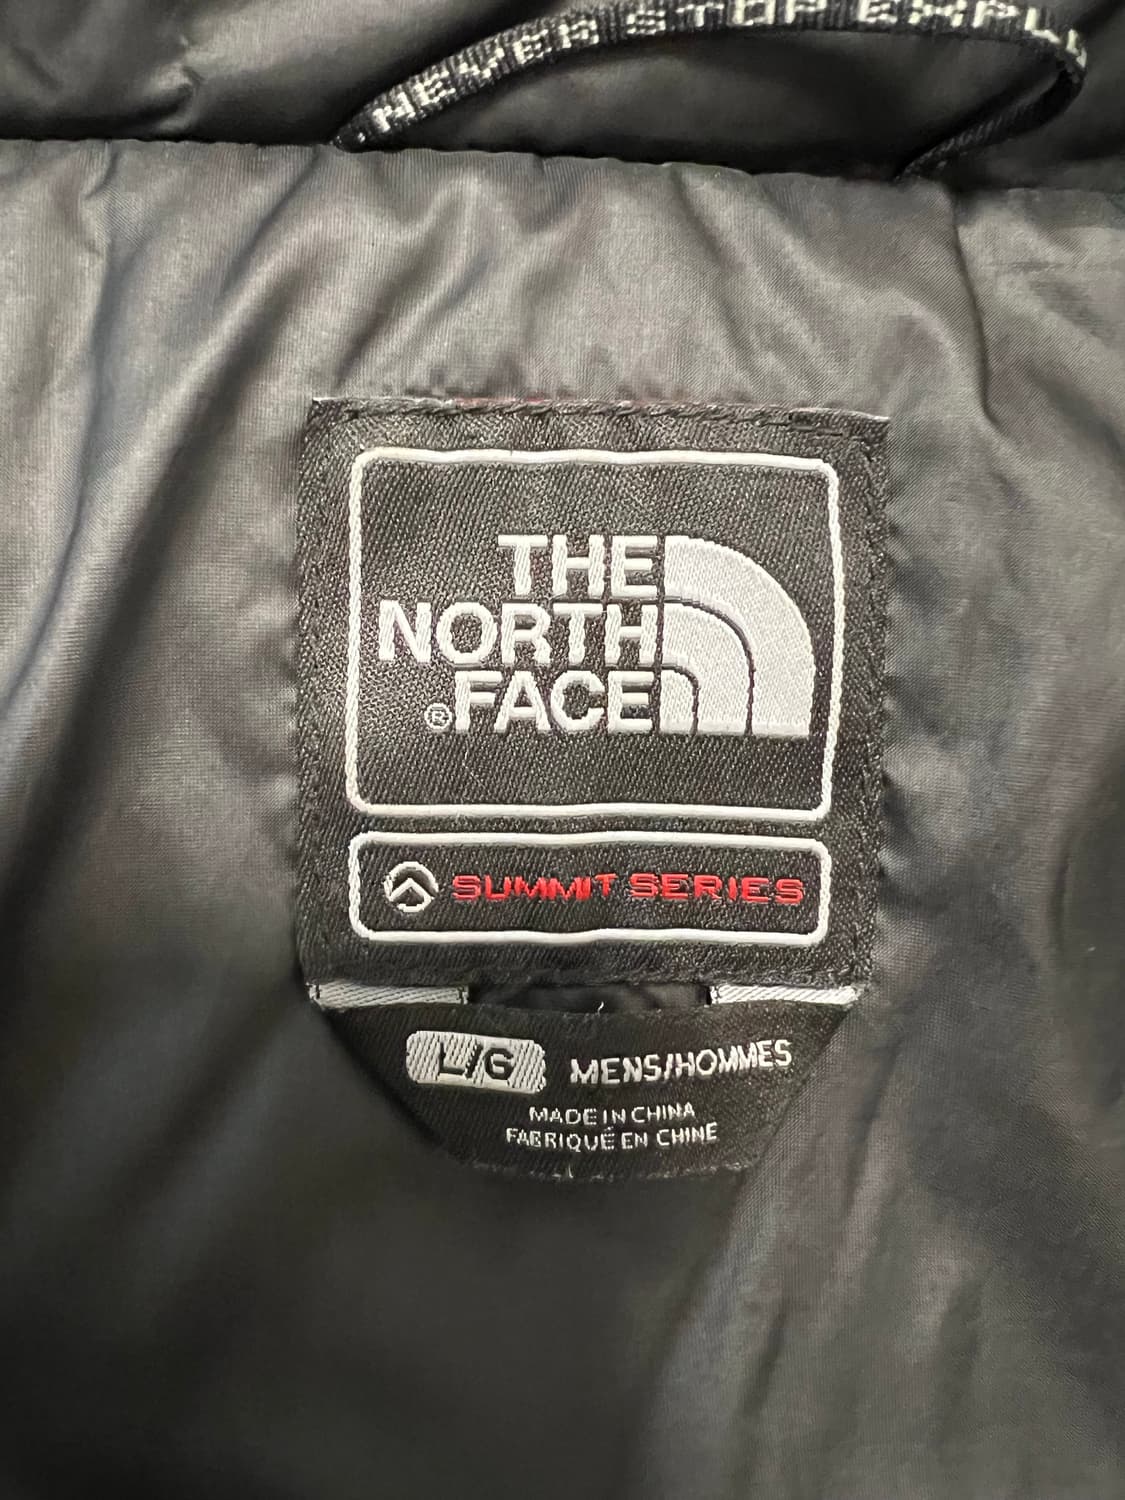 NEVER STOP EXPL
THE
NORTH
®FACE
SUMMIT SERIES
L/G MENS/HOMMES
MADE IN CHINA
FABRIQUÉ EN CHINE